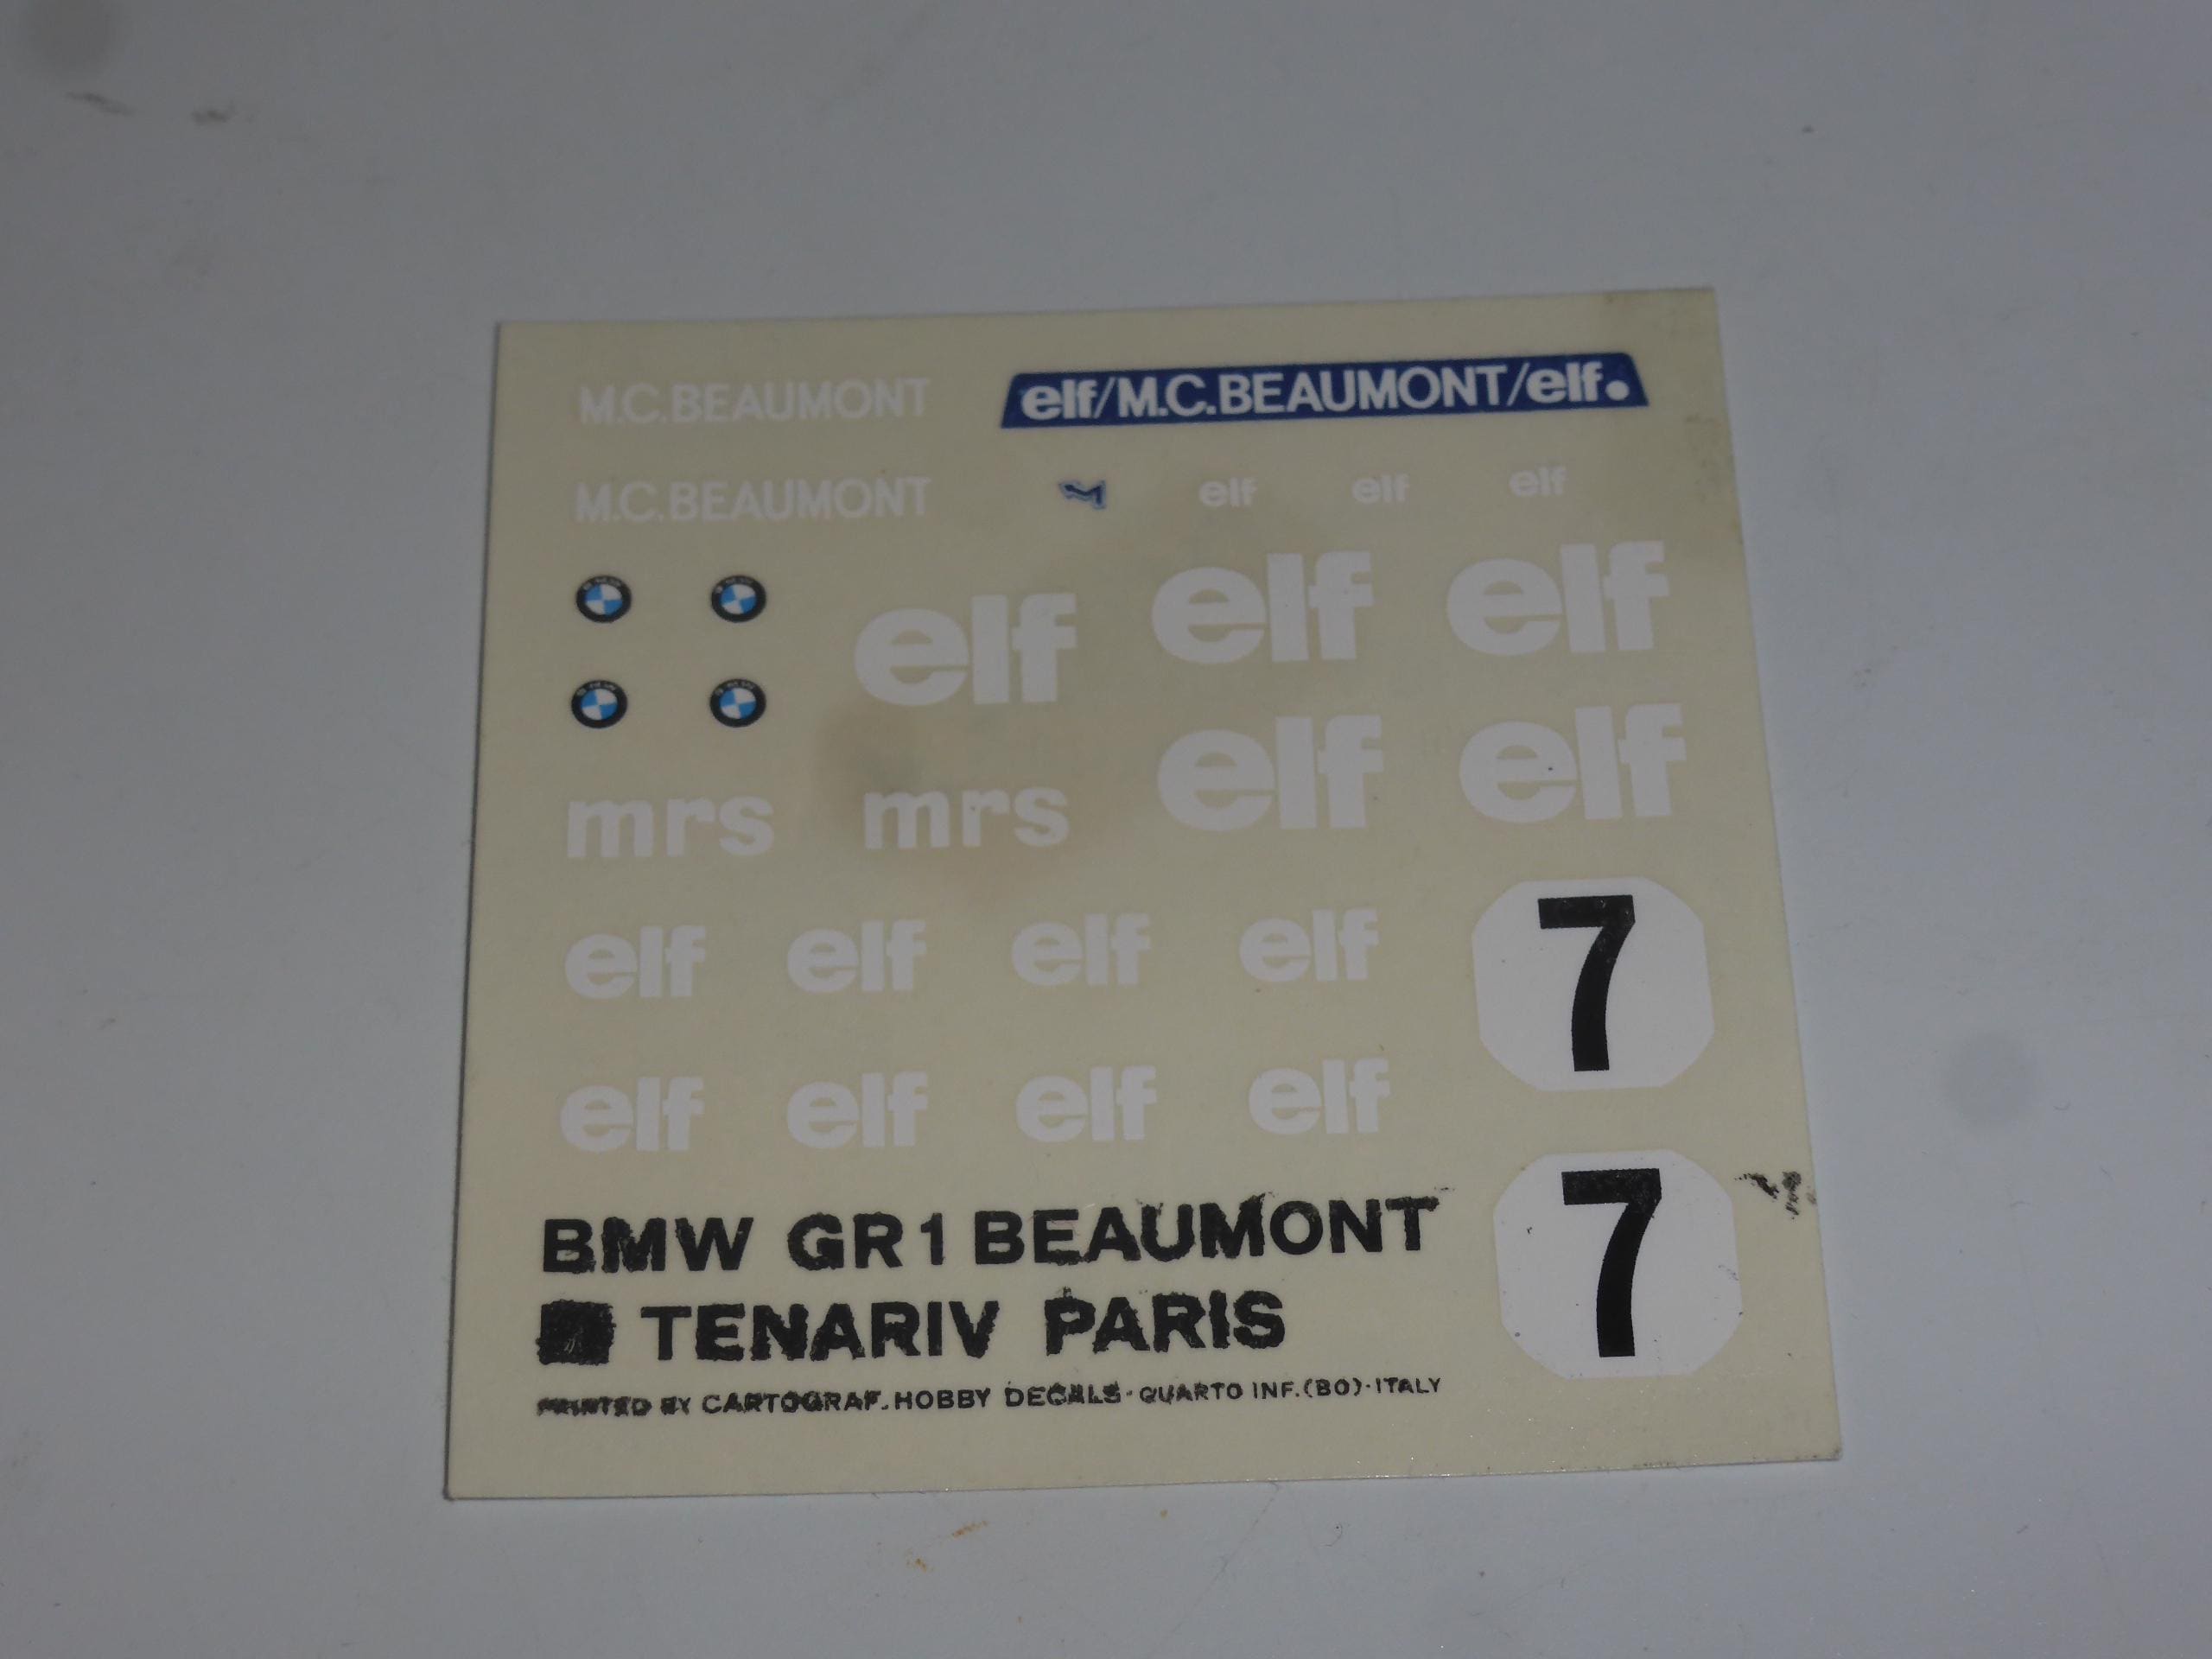 M.C.BEAUMONT elf/M.C.BEAUMONT/elf.
M.C.BEAUMONT elf elf elf
elf elf elf
elf elf
mrs mrs
elf elf elf elf
7
elf elf elf elf
7
BMW GR1 BEAUMONT
TENARIV PARIS
PRINTED BY CARTOGRAF. HOBBY DECALS - QUARTO INF. (BO)-ITALY